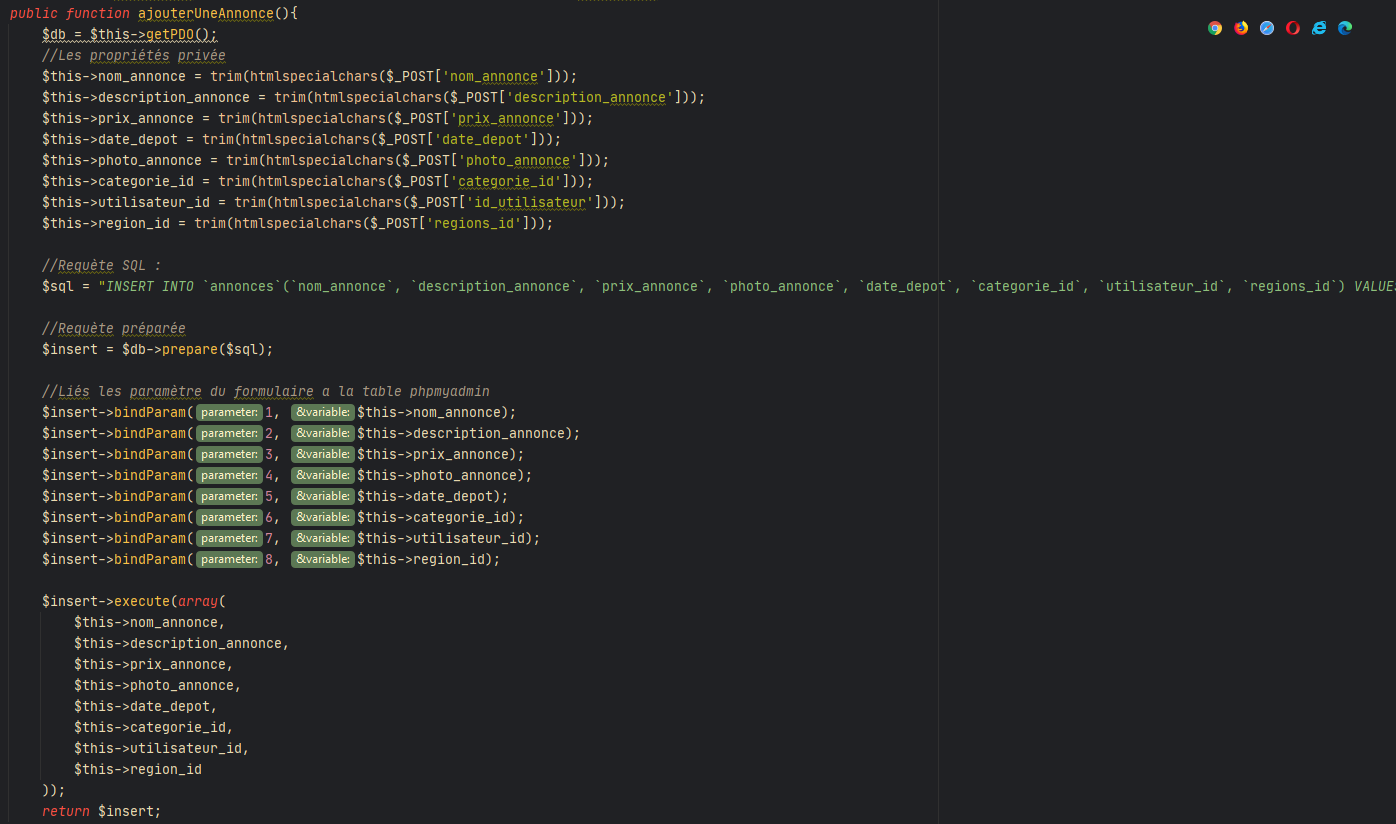 public function ajouterUneAnnonce(){
$db = $this->getPDO();
//Les propriétés privée
$this->nom_annonce = trim(htmlspecialchars($_POST['nom_annonce']));
$this->description_annonce = trim(htmlspecialchars($_POST['description_annonce']));
$this->prix_annonce = trim(htmlspecialchars($_POST['prix_annonce']));
$this->date_depot = trim(htmlspecialchars($_POST['date_depot']));
$this->photo_annonce = trim(htmlspecialchars($_POST['photo_annonce']));
$this->categorie_id = trim(htmlspecialchars($_POST['categorie_id']));
$this->utilisateur_id = trim(htmlspecialchars($_POST['id_utilisateur']));
$this->region_id = trim(htmlspecialchars($_POST['regions_id']));
//Requète SQL :
$sql = "INSERT INTO `annonces`(`nom_annonce`, `description_annonce`, `prix_annonce`, `photo_annonce`, `date_depot`, `categorie_id`, `utilisateur_id`, `regions_id`) VALUE
//Requète préparée
$insert = $db->prepare($sql);
//Liés les paramètre du formulaire a la table phpmyadmin
$insert->bindParam( parameter: 1, &variable: $this->nom_annonce);
$insert->bindParam( parameter: 2, &variable: $this->description_annonce);
$insert->bindParam( parameter: 3, &variable: $this->prix_annonce);
$insert->bindParam( parameter: 4, &variable: $this->photo_annonce);
$insert->bindParam( parameter: 5, &variable: $this->date_depot);
$insert->bindParam( parameter: 6, &variable: $this->categorie_id);
$insert->bindParam( parameter: 7, &variable: $this->utilisateur_id);
$insert->bindParam( parameter: 8, &variable: $this->region_id);
$insert->execute(array(
$this->nom_annonce,
$this->description_annonce,
$this->prix_annonce,
$this->photo_annonce,
$this->date_depot,
$this->categorie_id,
$this->utilisateur_id,
$this->region_id
));
return $insert;